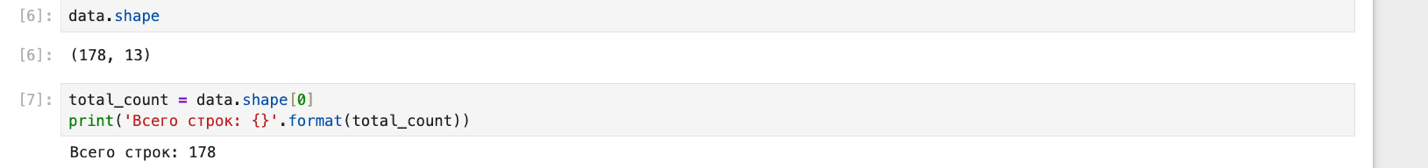 [6]: data.shape
[6]: (178, 13)
[7]: total_count = data.shape[0]
print('Всего строк: {}'.format(total_count))
Всего строк: 178